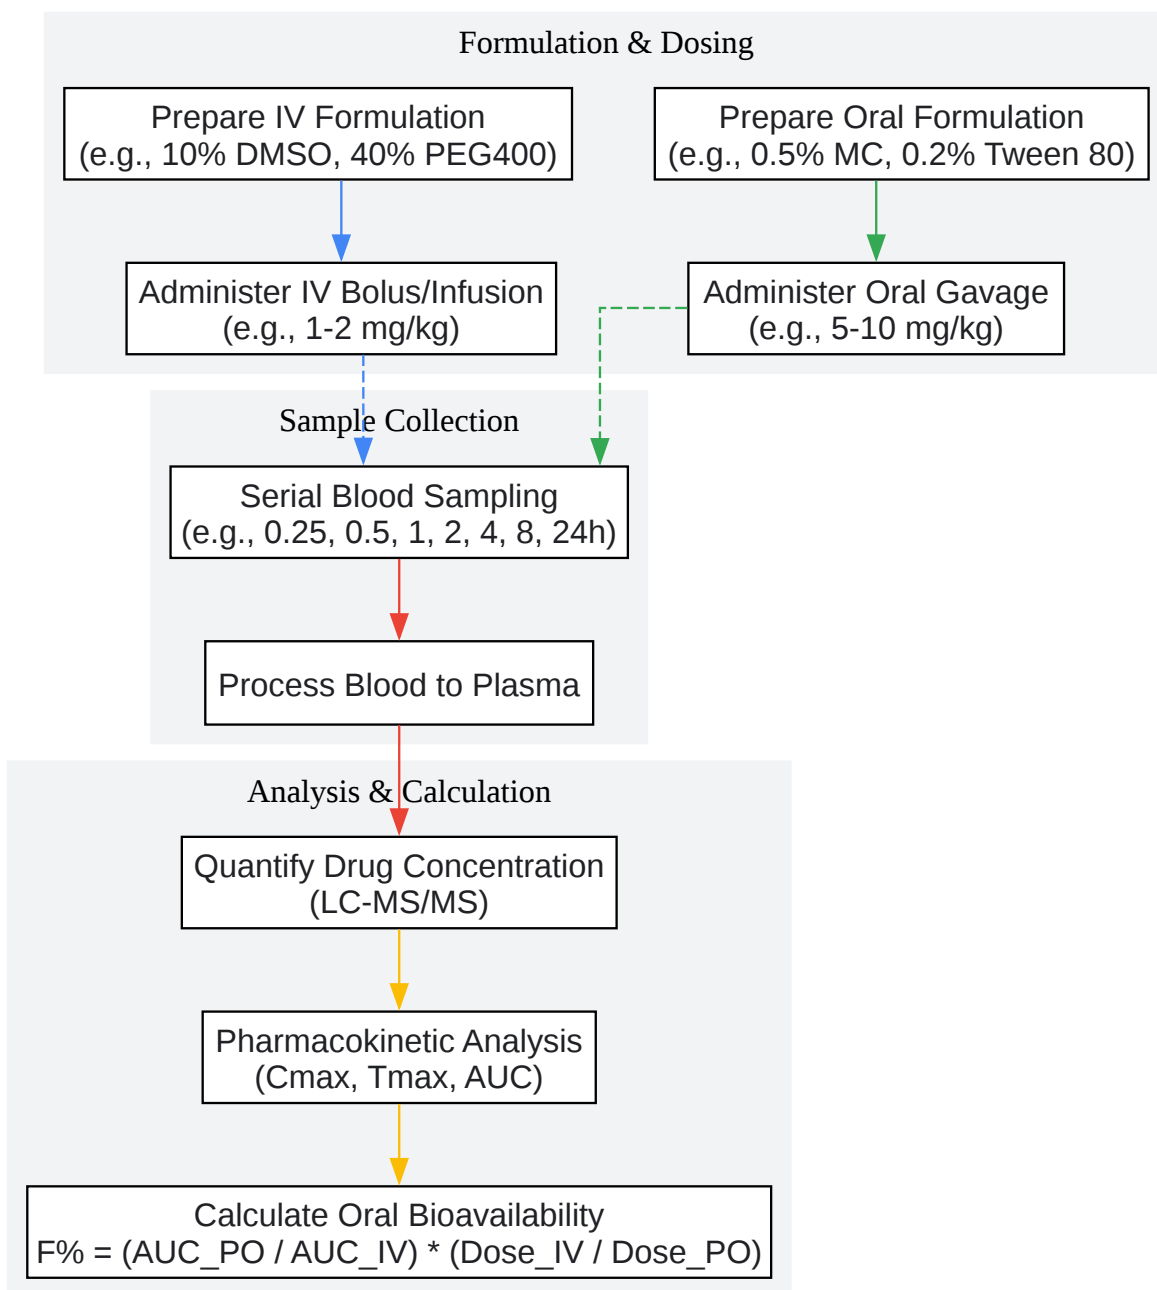 Formulation & Dosing
Prepare IV Formulation
(e.g., 10% DMSO, 40% PEG400)
Prepare Oral Formulation
(e.g., 0.5% MC, 0.2% Tween 80)
Administer IV Bolus/Infusion
(e.g., 1-2 mg/kg)
Administer Oral Gavage
(e.g., 5-10 mg/kg)
Sample Collection
Serial Blood Sampling
(e.g., 0.25, 0.5, 1, 2, 4, 8, 24h)
Process Blood to Plasma
Analysis & Calculation
Quantify Drug Concentration
(LC-MS/MS)
Pharmacokinetic Analysis
(Cmax, Tmax, AUC)
Calculate Oral Bioavailability
F% = (AUC_PO / AUC_IV) * (Dose_IV / Dose_PO)